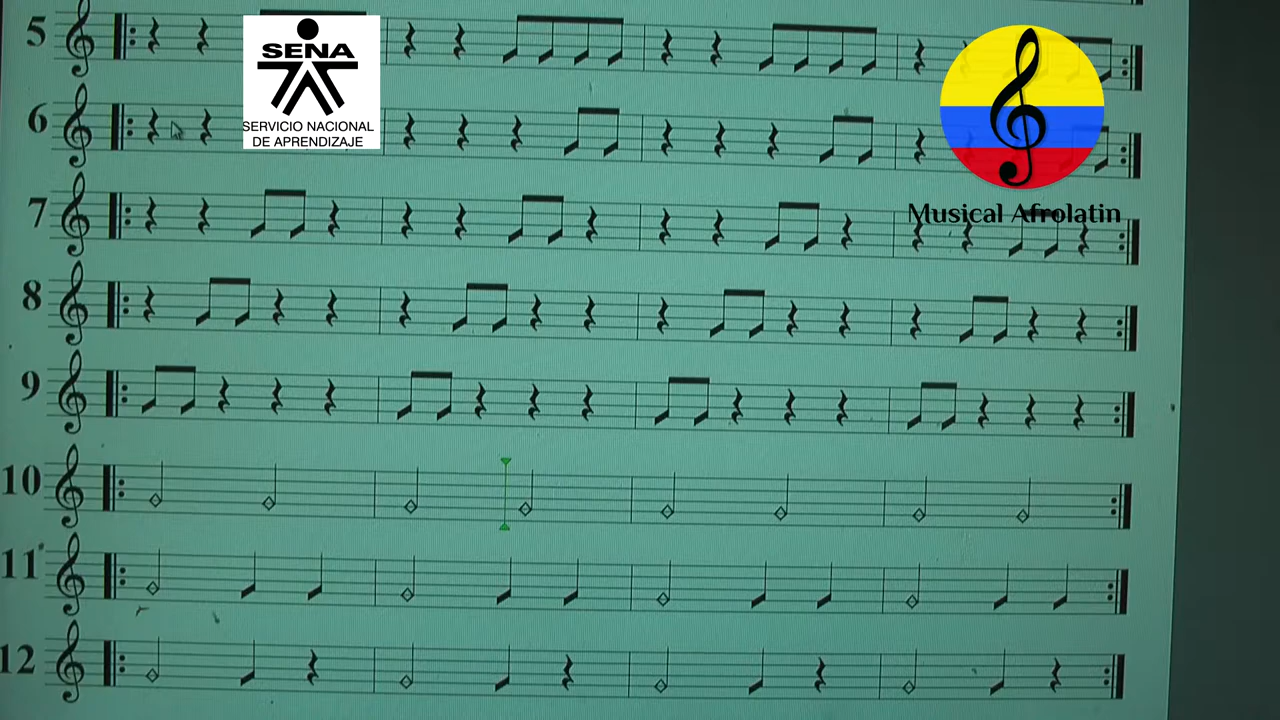 5
SENA
SERVICIO NACIONAL
DE APRENDIZAJE
6
7
Musical Afrolatin
8
9
10
11
12